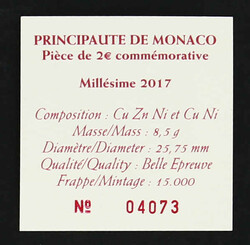 PRINCIPAUTE DE MONACO
Pièce de 2€ commémorative
Millésime 2017
Composition : Cu Zn Ni et Cu Ni
Masse/Mass : 8,5 g
Diamètre/Diameter : 25,75 mm
Qualité/Quality : Belle Epreuve
Frappe/Mintage : 15.000
Nº 04073